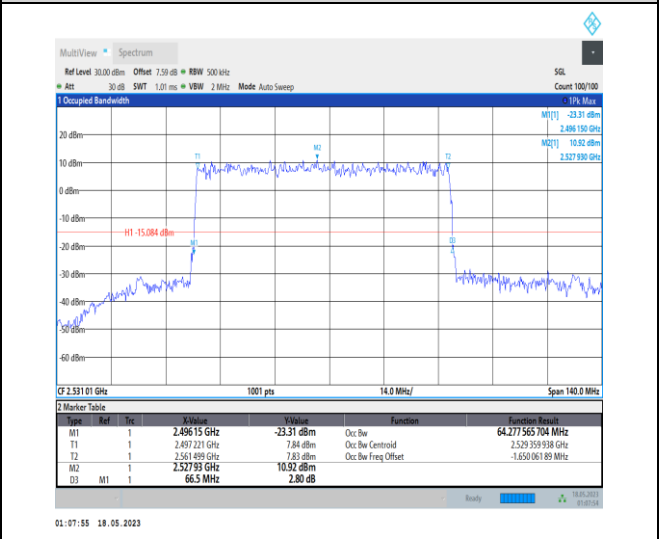 MultiView Spectrum
Ref Level 30.00 dBm Offset 7.59 dB RBW 500 kHz SGL
Att 30 dB SWT 1.01 ms VBW 2 MHz Mode Auto Sweep Count 100/100
1 Occupied Bandwidth 1Pk Max
M1[1] -23.31 dBm
2.496 150 GHz
M2[1] 10.92 dBm
2.527 930 GHz
20 dBm
M2
T1 T2
10 dBm
0 dBm
-10 dBm
H1 -15.084 dBm
M1 D3
-20 dBm
-30 dBm
-40 dBm
-50 dBm
-60 dBm
CF 2.531 01 GHz 1001 pts 14.0 MHz/ Span 140.0 MHz
2 Marker Table
Type Ref Trc X-Value Y-Value Function Function Result
M1 1 2.49615 GHz -23.31 dBm Occ Bw 64.277 565 704 MHz
T1 1 2.497 221 GHz 7.84 dBm Occ Bw Centroid 2.529 359 938 GHz
T2 1 2.561 499 GHz 7.83 dBm Occ Bw Freq Offset -1.650 061 89 MHz
M2 1 2.52793 GHz 10.92 dBm
D3 M1 1 66.5 MHz 2.80 dB
Ready 18.05.2023
01:07:54
01:07:55 18.05.2023